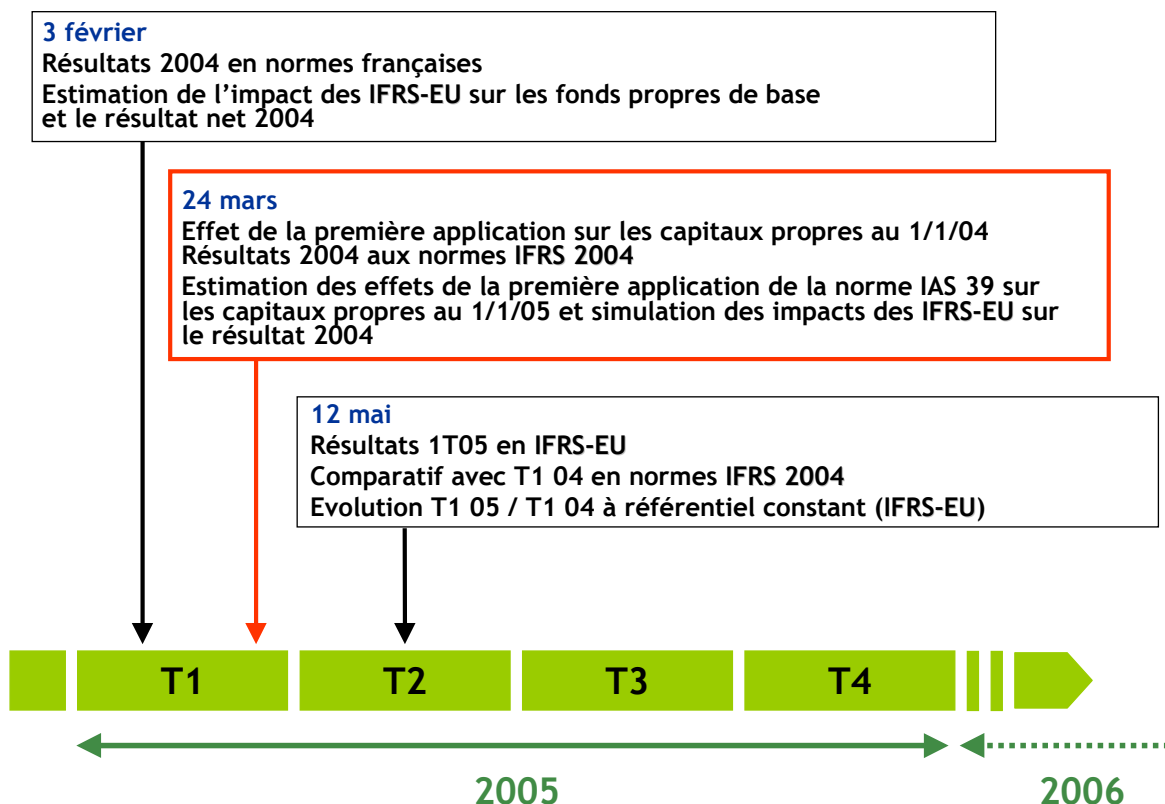 3 février
Résultats 2004 en normes françaises
Estimation de l’impact des IFRS-EU sur les fonds propres de base
et le résultat net 2004
24 mars
Effet de la première application sur les capitaux propres au 1/1/04
Résultats 2004 aux normes IFRS 2004
Estimation des effets de la première application de la norme IAS 39 sur
les capitaux propres au 1/1/05 et simulation des impacts des IFRS-EU sur
le résultat 2004
12 mai
Résultats 1T05 en IFRS-EU
Comparatif avec T1 04 en normes IFRS 2004
Evolution T1 05 / T1 04 à référentiel constant (IFRS-EU)
T1 T2 T3 T4
2005 2006